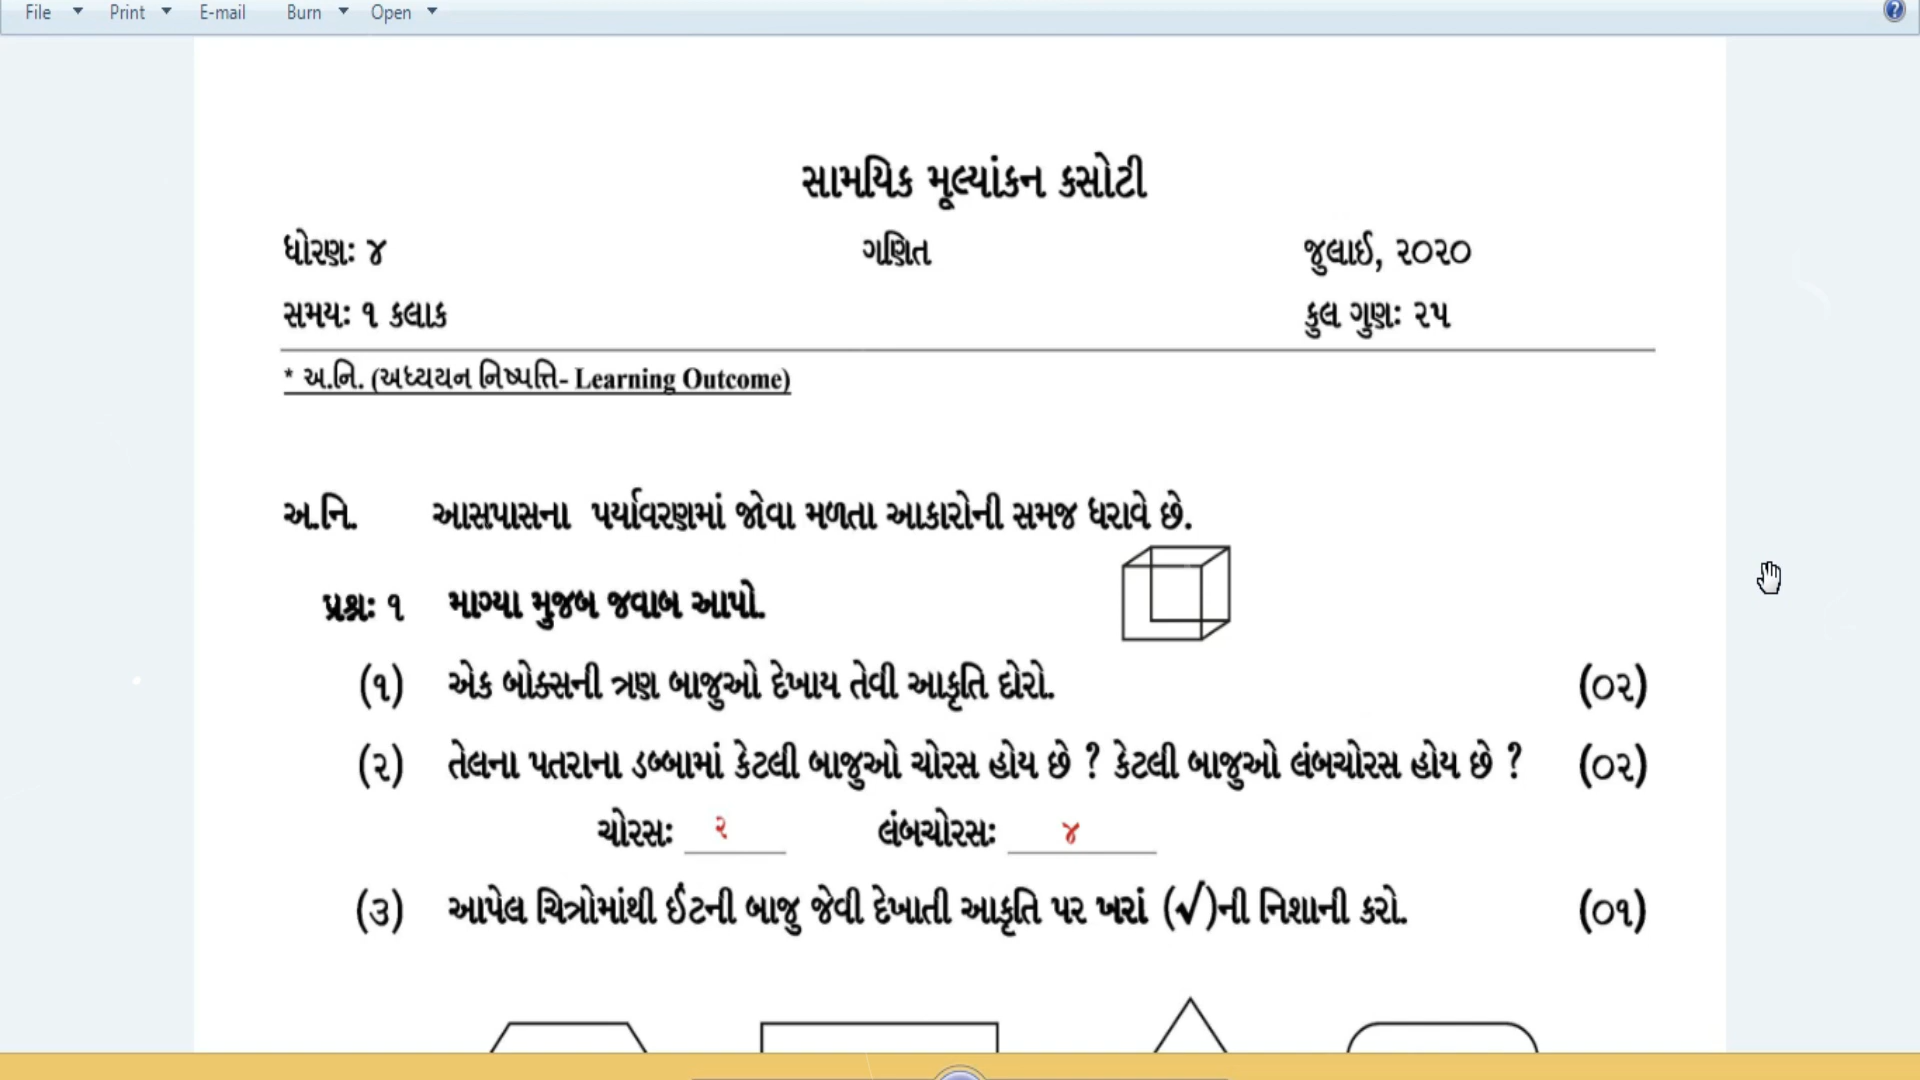 File Print E-mail Burn Open
સામયિક મૂલ્યાંકન કસોટી
ધોરણઃ ૪ ગણિત જુલાઈ, ૨૦૨૦
સમયઃ ૧ કલાક કુલ ગુણઃ ૨૫
* અ.નિ. (અધ્યયન નિષ્પત્તિ- Learning Outcome)
અ.નિ. આસપાસના પર્યાવરણમાં જોવા મળતા આકારોની સમજ ધરાવે છે.
પ્રશ્નઃ ૧ માગ્યા મુજબ જવાબ આપો.
(૧) એક બોક્સની ત્રણ બાજુઓ દેખાય તેવી આકૃતિ દોરો. (૦૨)
(૨) તેલના પતરાના ડબ્બામાં કેટલી બાજુઓ ચોરસ હોય છે ? કેટલી બાજુઓ લંબચોરસ હોય છે ? (૦૨)
ચોરસઃ ૨ લંબચોરસઃ ૪
(૩) આપેલ ચિત્રોમાંથી ઈંટની બાજુ જેવી દેખાતી આકૃતિ પર ખરાં (√)ની નિશાની કરો. (૦૧)